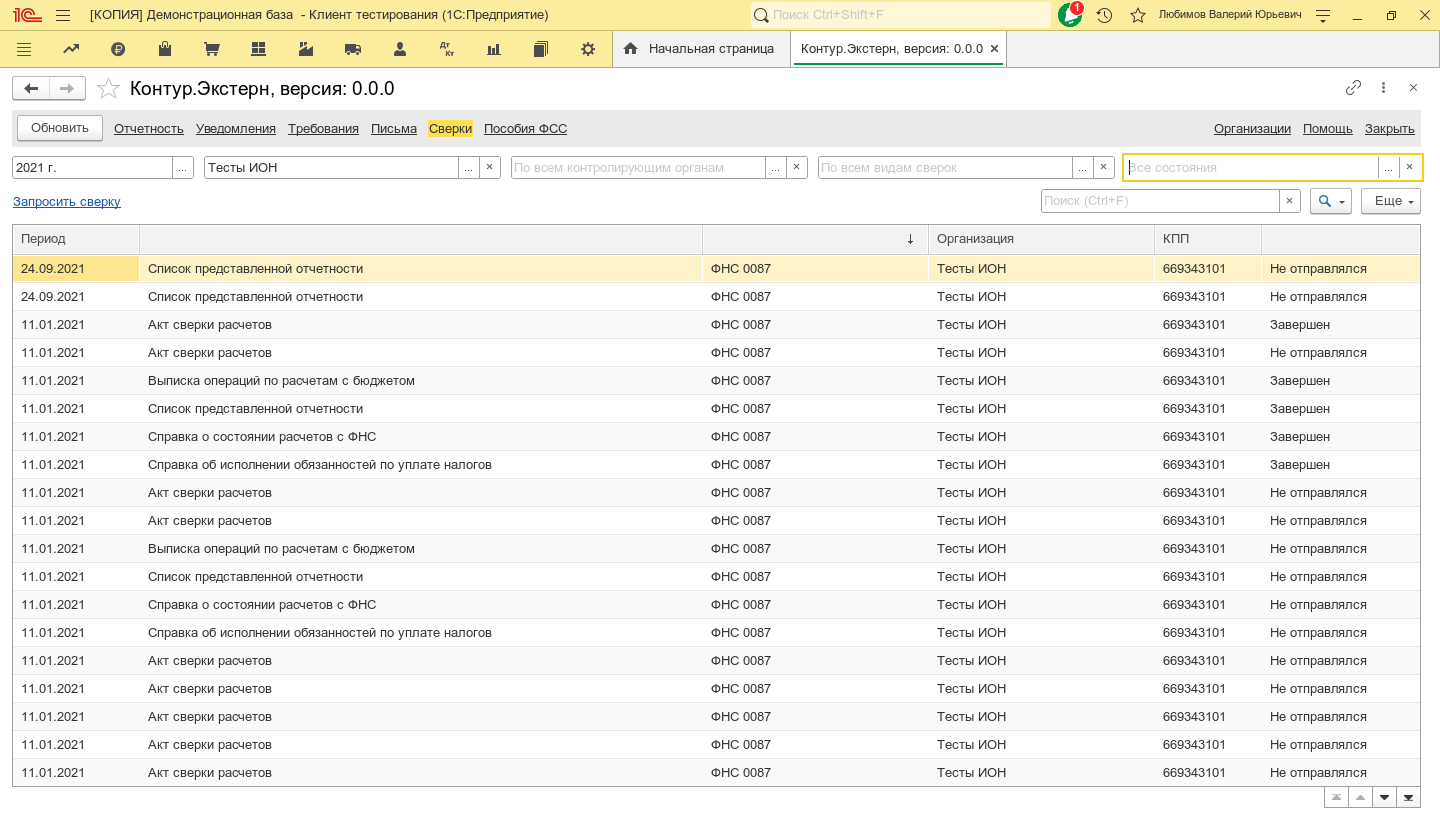 [КОПИЯ] Демонстрационная база - Клиент тестирования (1С:Предприятие) Поиск Ctrl+Shift+F 1 Любимов Валерий Юрьевич
Начальная страница Контур.Экстерн, версия: 0.0.0
Контур.Экстерн, версия: 0.0.0
Обновить Отчетность Уведомления Требования Письма Сверки Пособия ФСС Организации Помощь Закрыть
2021 г. ... Тесты ИОН ... × По всем контролирующим органам ... × По всем видам сверок ... × Все состояния ... ×
Запросить сверку Поиск (Ctrl+F) × Еще
Период ↓ Организация КПП
24.09.2021 Список представленной отчетности ФНС 0087 Тесты ИОН 669343101 Не отправлялся
24.09.2021 Список представленной отчетности ФНС 0087 Тесты ИОН 669343101 Не отправлялся
11.01.2021 Акт сверки расчетов ФНС 0087 Тесты ИОН 669343101 Завершен
11.01.2021 Акт сверки расчетов ФНС 0087 Тесты ИОН 669343101 Не отправлялся
11.01.2021 Выписка операций по расчетам с бюджетом ФНС 0087 Тесты ИОН 669343101 Завершен
11.01.2021 Список представленной отчетности ФНС 0087 Тесты ИОН 669343101 Завершен
11.01.2021 Справка о состоянии расчетов с ФНС ФНС 0087 Тесты ИОН 669343101 Завершен
11.01.2021 Справка об исполнении обязанностей по уплате налогов ФНС 0087 Тесты ИОН 669343101 Завершен
11.01.2021 Акт сверки расчетов ФНС 0087 Тесты ИОН 669343101 Не отправлялся
11.01.2021 Акт сверки расчетов ФНС 0087 Тесты ИОН 669343101 Не отправлялся
11.01.2021 Выписка операций по расчетам с бюджетом ФНС 0087 Тесты ИОН 669343101 Не отправлялся
11.01.2021 Список представленной отчетности ФНС 0087 Тесты ИОН 669343101 Не отправлялся
11.01.2021 Справка о состоянии расчетов с ФНС ФНС 0087 Тесты ИОН 669343101 Не отправлялся
11.01.2021 Справка об исполнении обязанностей по уплате налогов ФНС 0087 Тесты ИОН 669343101 Не отправлялся
11.01.2021 Акт сверки расчетов ФНС 0087 Тесты ИОН 669343101 Не отправлялся
11.01.2021 Акт сверки расчетов ФНС 0087 Тесты ИОН 669343101 Не отправлялся
11.01.2021 Акт сверки расчетов ФНС 0087 Тесты ИОН 669343101 Не отправлялся
11.01.2021 Акт сверки расчетов ФНС 0087 Тесты ИОН 669343101 Не отправлялся
11.01.2021 Акт сверки расчетов ФНС 0087 Тесты ИОН 669343101 Не отправлялся